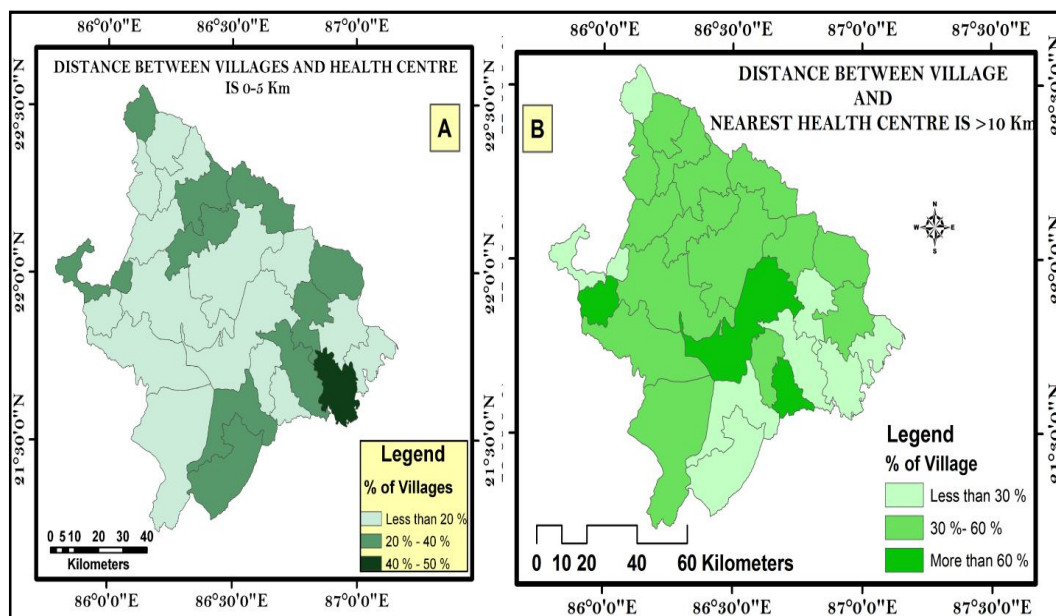 86°0'0"E 86°30'0"E 87°0'0"E
DISTANCE BETWEEN VILLAGES AND HEALTH CENTRE
IS 0-5 Km
A
22°30'0"N
22°0'0"N
21°30'0"N
Legend
% of Villages
Less than 20 %
20 % - 40 %
40 % - 50 %
0 5 10 20 30 40
Kilometers
86°0'0"E 86°30'0"E 87°0'0"E
86°0'0"E 86°30'0"E 87°0'0"E 87°30'0"E
DISTANCE BETWEEN VILLAGE
AND
NEAREST HEALTH CENTRE IS >10 Km
B
22°30'0"N
22°0'0"N
21°30'0"N
N
W E
S
Legend
% of Village
Less than 30 %
30 %- 60 %
More than 60 %
0 10 20 40 60 Kilometers
86°0'0"E 86°30'0"E 87°0'0"E 87°30'0"E